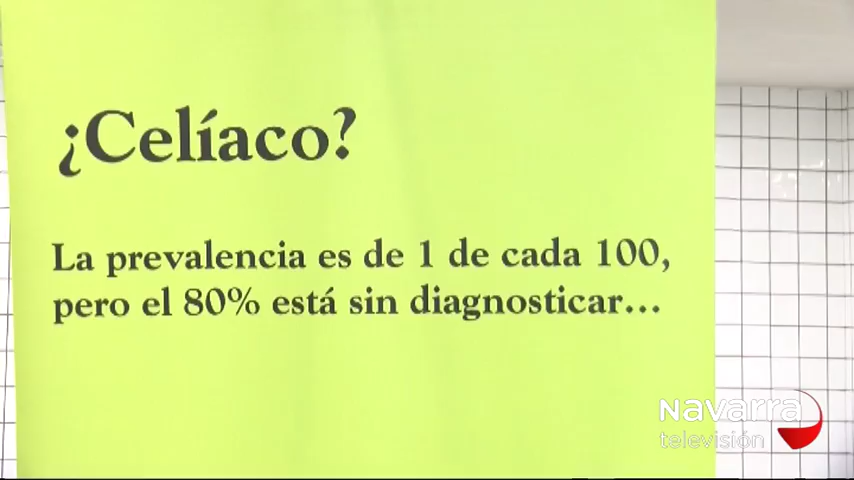 ¿Celíaco?
La prevalencia es de 1 de cada 100,
pero el 80% está sin diagnosticar...
Navarra
televisión